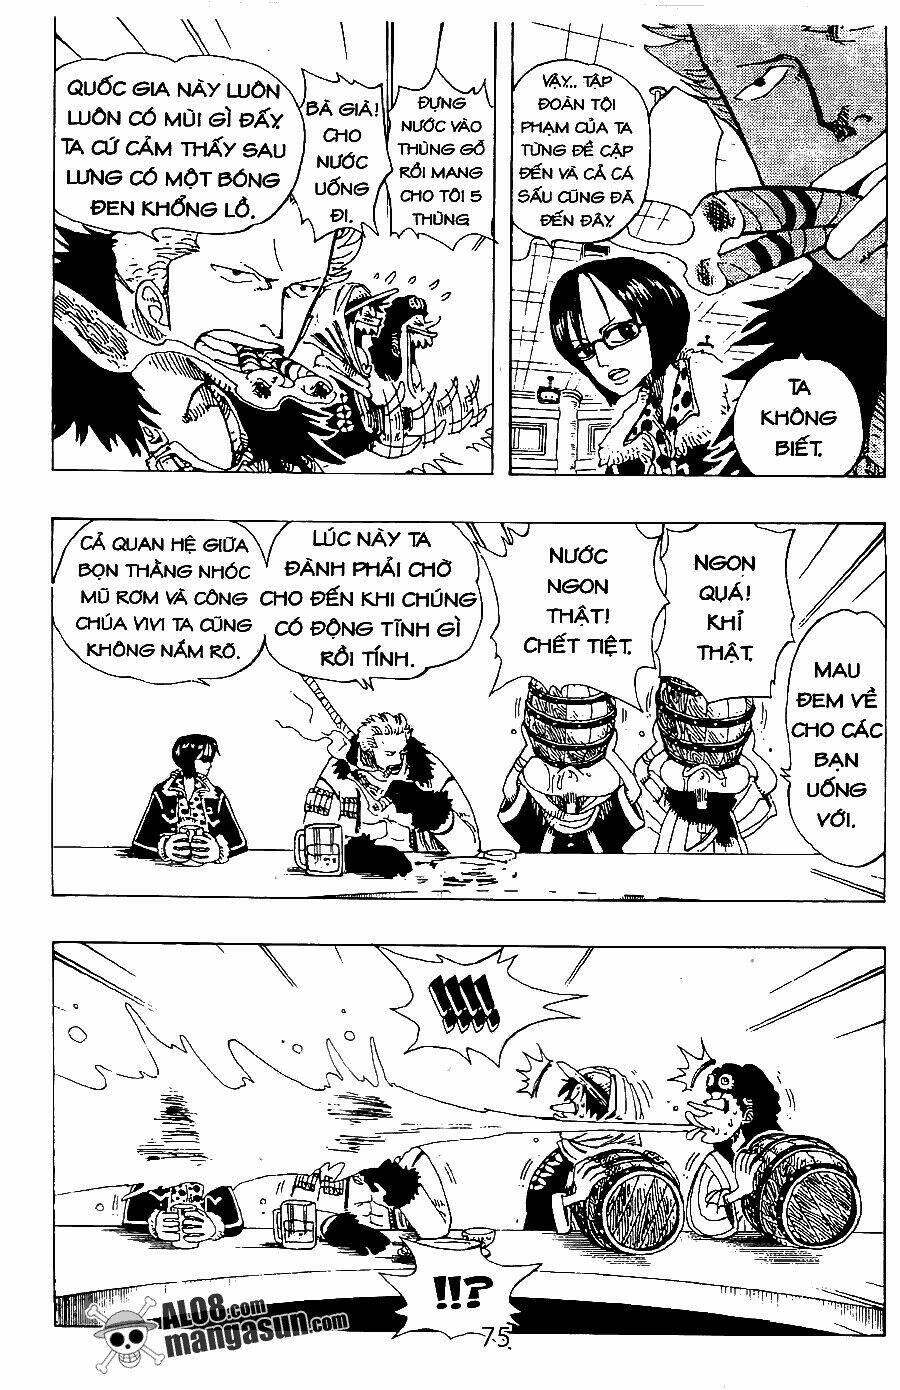 VẬY... TẬP
ĐOÀN TỘI
PHẠM CỦA TA
TỪNG ĐỀ CẬP
ĐẾN VÀ CẢ CÁ
SẤU CŨNG ĐÃ
ĐẾN ĐÂY.
TA
KHÔNG
BIẾT.
ĐỰNG
NƯỚC VÀO
THÙNG GỖ
RỒI MANG
CHO TÔI 5
THÙNG
BÀ GIÀ!
CHO
NƯỚC
UỐNG
ĐI.
QUỐC GIA NÀY LUÔN
LUÔN CÓ MÙI GÌ ĐẤY.
TA CỨ CẢM THẤY SAU
LƯNG CÓ MỘT BÓNG
ĐEN KHỔNG LỒ.
MAU
ĐEM VỀ
CHO CÁC
BẠN
UỐNG
VỚI.
NGON
QUÁ!
KHỈ
THẬT.
NƯỚC
NGON
THẬT!
CHẾT TIỆT.
LÚC NÀY TA
ĐÀNH PHẢI CHỜ
CHO ĐẾN KHI CHÚNG
CÓ ĐỘNG TĨNH GÌ
RỒI TÍNH.
CẢ QUAN HỆ GIỮA
BỌN THẰNG NHÓC
MŨ RƠM VÀ CÔNG
CHÚA VIVI TA CŨNG
KHÔNG NẮM RÕ.
!!!!
!!?
75
ALO8.com
mangasun.com